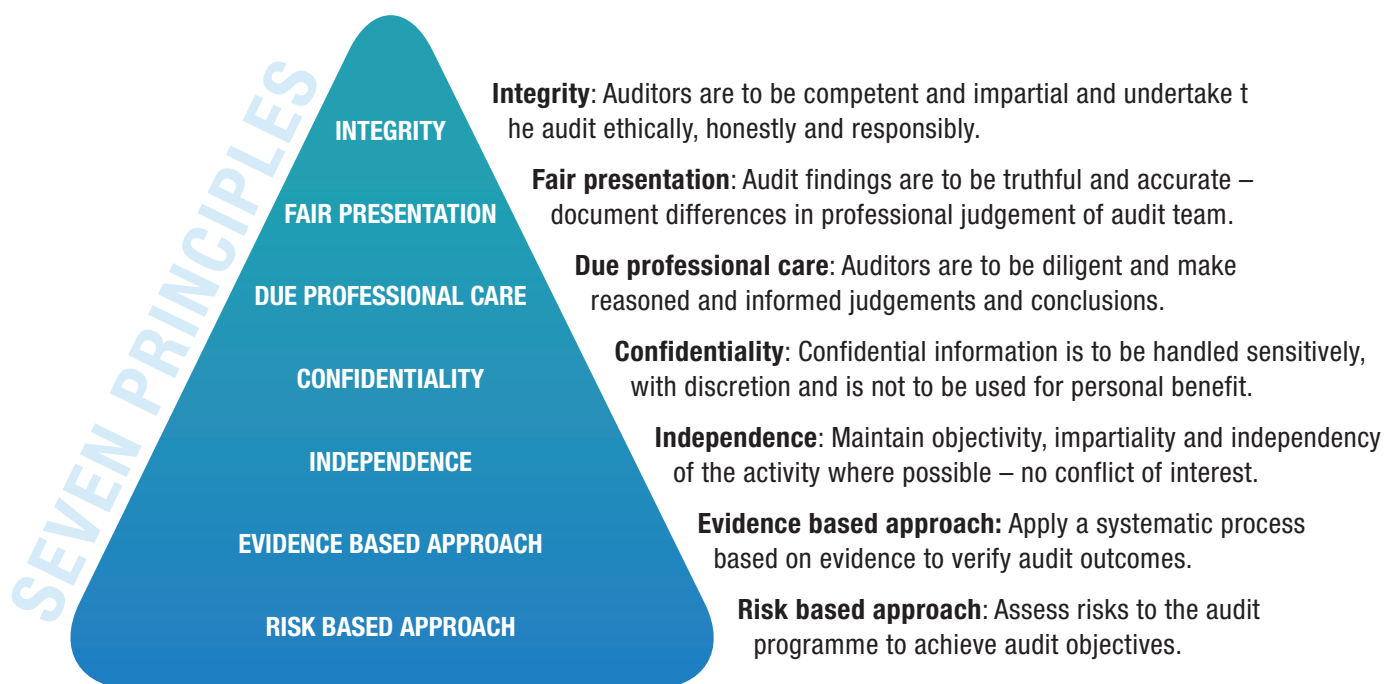 SEVEN PRINCIPLES
INTEGRITY
FAIR PRESENTATION
DUE PROFESSIONAL CARE
CONFIDENTIALITY
INDEPENDENCE
EVIDENCE BASED APPROACH
RISK BASED APPROACH
Integrity: Auditors are to be competent and impartial and undertake t
he audit ethically, honestly and responsibly.
Fair presentation: Audit findings are to be truthful and accurate –
document differences in professional judgement of audit team.
Due professional care: Auditors are to be diligent and make
reasoned and informed judgements and conclusions.
Confidentiality: Confidential information is to be handled sensitively,
with discretion and is not to be used for personal benefit.
Independence: Maintain objectivity, impartiality and independency
of the activity where possible – no conflict of interest.
Evidence based approach: Apply a systematic process
based on evidence to verify audit outcomes.
Risk based approach: Assess risks to the audit
programme to achieve audit objectives.